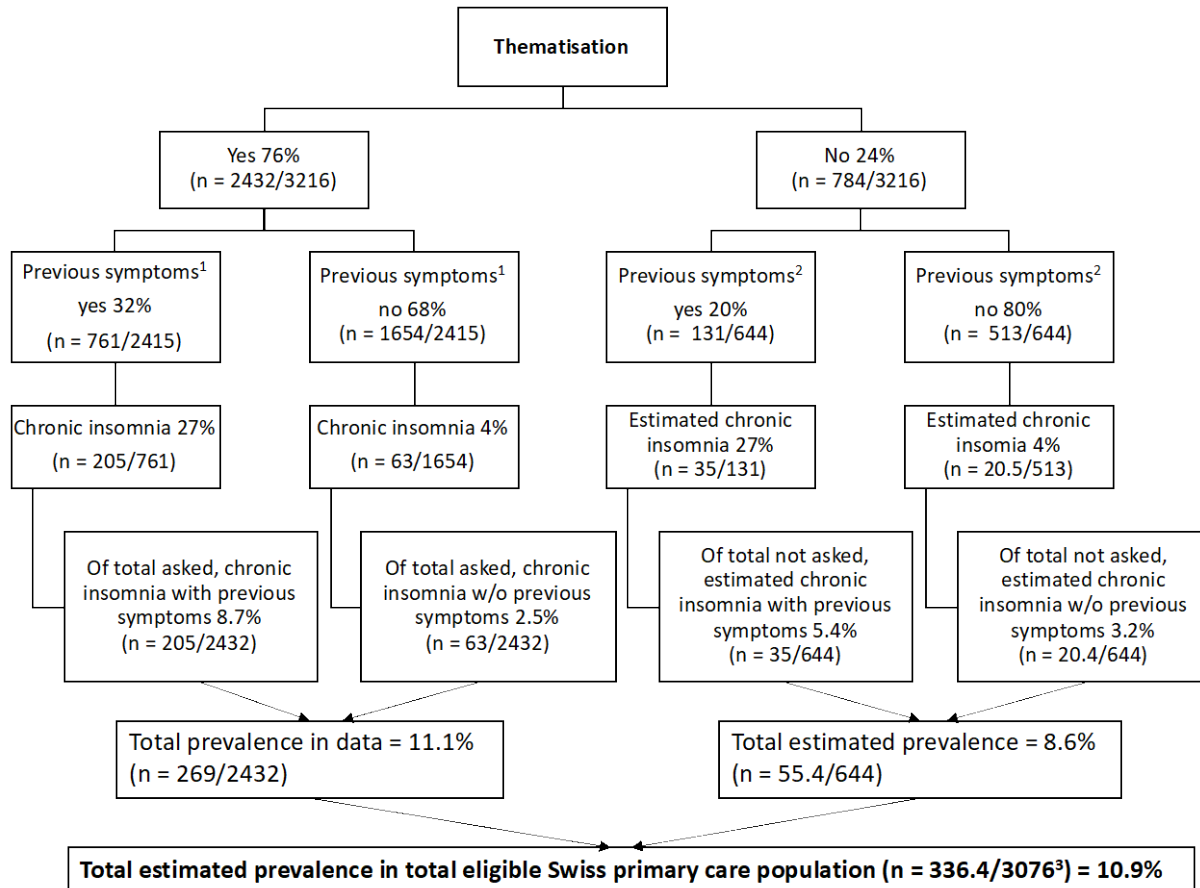 Thematisation
Yes 76%
(n = 2432/3216)
No 24%
(n = 784/3216)
Previous symptoms¹
yes 32%
(n = 761/2415)
Previous symptoms¹
no 68%
(n = 1654/2415)
Previous symptoms²
yes 20%
(n = 131/644)
Previous symptoms²
no 80%
(n = 513/644)
Chronic insomnia 27%
(n = 205/761)
Chronic insomnia 4%
(n = 63/1654)
Estimated chronic
insomnia 27%
(n = 35/131)
Estimated chronic
insomia 4%
(n = 20.5/513)
Of total asked, chronic
insomnia with previous
symptoms 8.7%
(n = 205/2432)
Of total asked, chronic
insomnia w/o previous
symptoms 2.5%
(n = 63/2432)
Of total not asked,
estimated chronic
insomnia with previous
symptoms 5.4%
(n = 35/644)
Of total not asked,
estimated chronic
insomnia w/o previous
symptoms 3.2%
(n = 20.4/644)
Total prevalence in data = 11.1%
(n = 269/2432)
Total estimated prevalence = 8.6%
(n = 55.4/644)
Total estimated prevalence in total eligible Swiss primary care population (n = 336.4/3076³) = 10.9%